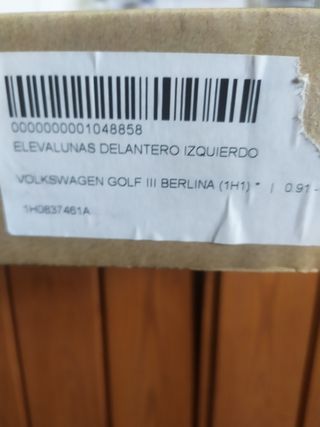 0000000001048858
ELEVALUNAS DELANTERO IZQUIERDO
VOLKSWAGEN GOLF III BERLINA (1H1) * | 0.91 -
1H0837461A